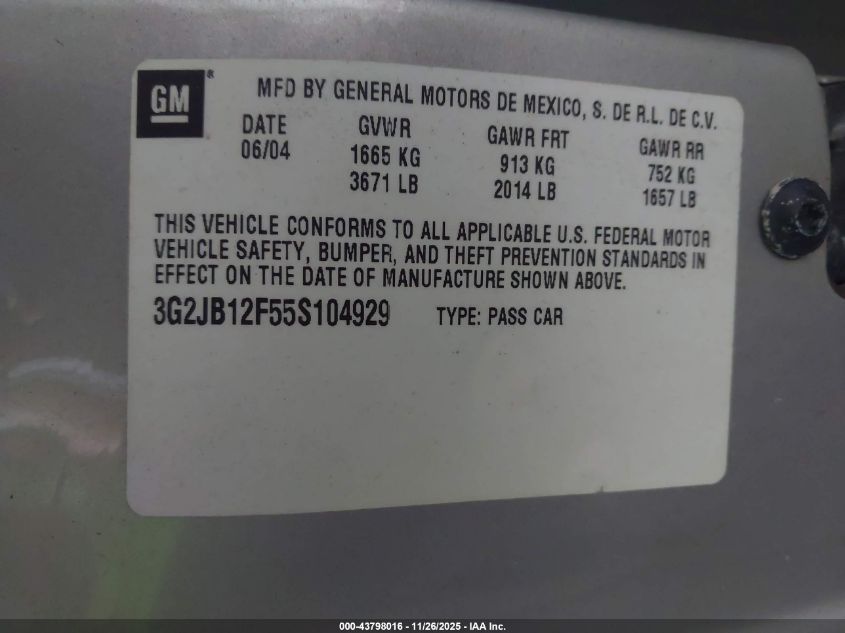 GM ® MFD BY GENERAL MOTORS DE MEXICO, S. DE R.L. DE C.V.
DATE GVWR GAWR FRT GAWR RR
06/04 1665 KG 913 KG 752 KG
3671 LB 2014 LB 1657 LB
THIS VEHICLE CONFORMS TO ALL APPLICABLE U.S. FEDERAL MOTOR
VEHICLE SAFETY, BUMPER, AND THEFT PREVENTION STANDARDS IN
EFFECT ON THE DATE OF MANUFACTURE SHOWN ABOVE.
3G2JB12F55S104929 TYPE: PASS CAR
000-43798016 - 11/26/2025 - IAA Inc.